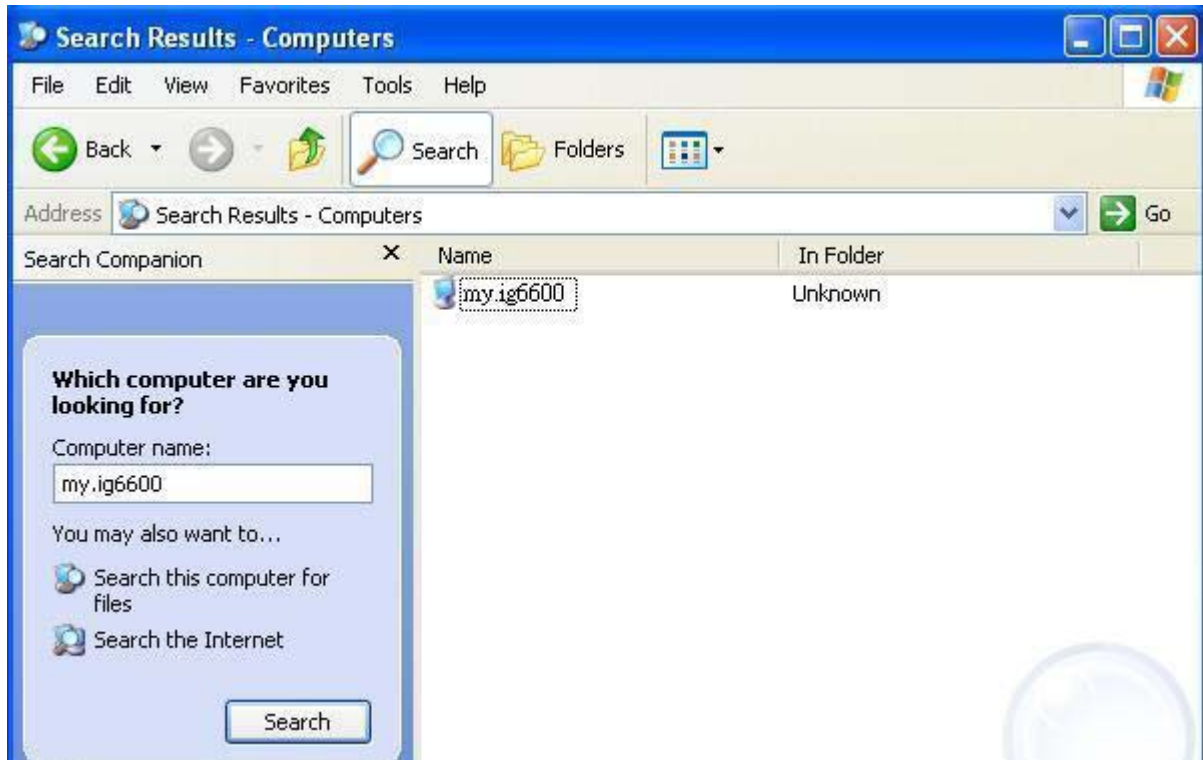 Search Results - Computers
File Edit View Favorites Tools Help
Back Search Folders
Address Search Results - Computers Go
Search Companion Name In Folder
my.ig6600 Unknown
Which computer are you
looking for?
Computer name:
my.ig6600
You may also want to...
Search this computer for
files
Search the Internet
Search